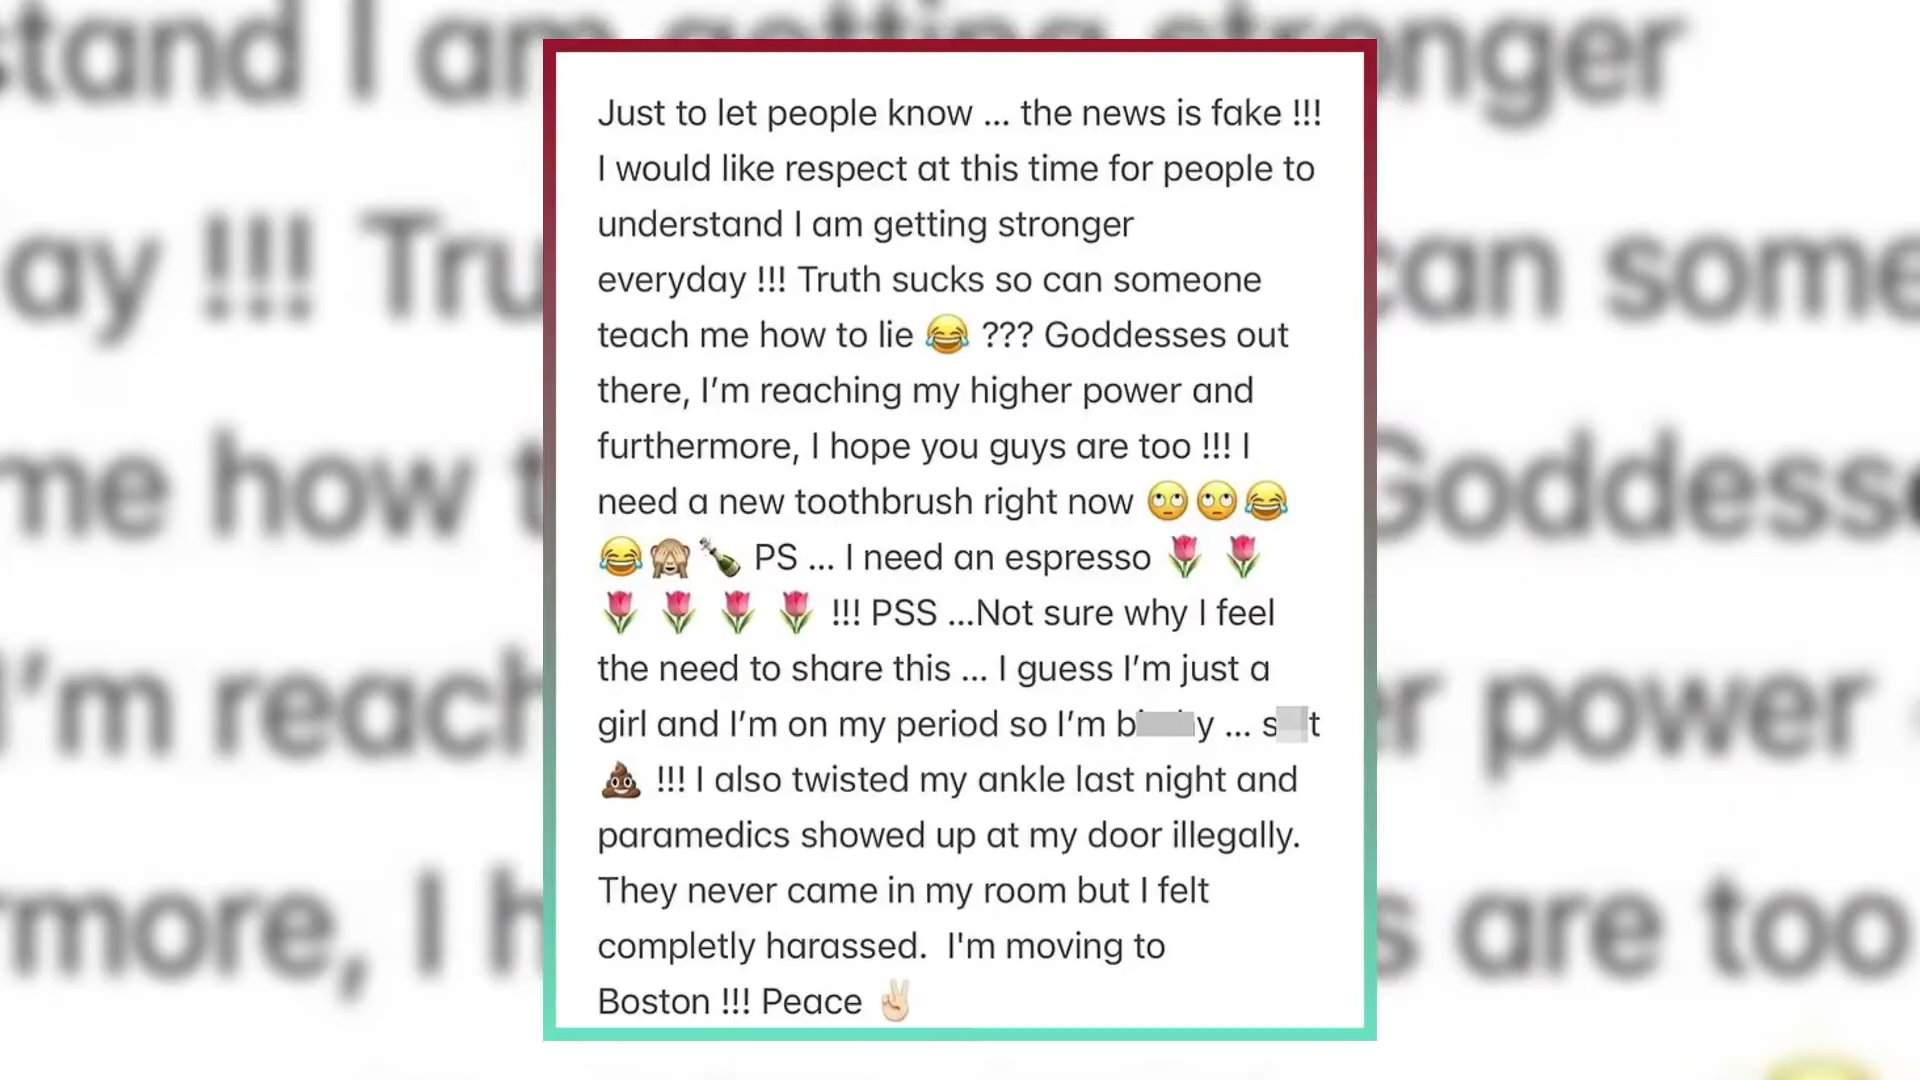 Just to let people know ... the news is fake !!!
I would like respect at this time for people to
understand I am getting stronger
everyday !!! Truth sucks so can someone
teach me how to lie 😂 ??? Goddesses out
there, I’m reaching my higher power and
furthermore, I hope you guys are too !!! I
need a new toothbrush right now 🙄🙄😂
😂🙈🍾 PS ... I need an espresso 🌷 🌷
🌷 🌷 🌷 🌷 !!! PSS ...Not sure why I feel
the need to share this ... I guess I’m just a
girl and I’m on my period so I’m b y ... s t
💩 !!! I also twisted my ankle last night and
paramedics showed up at my door illegally.
They never came in my room but I felt
completly harassed.  I'm moving to
Boston !!! Peace ✌🏻